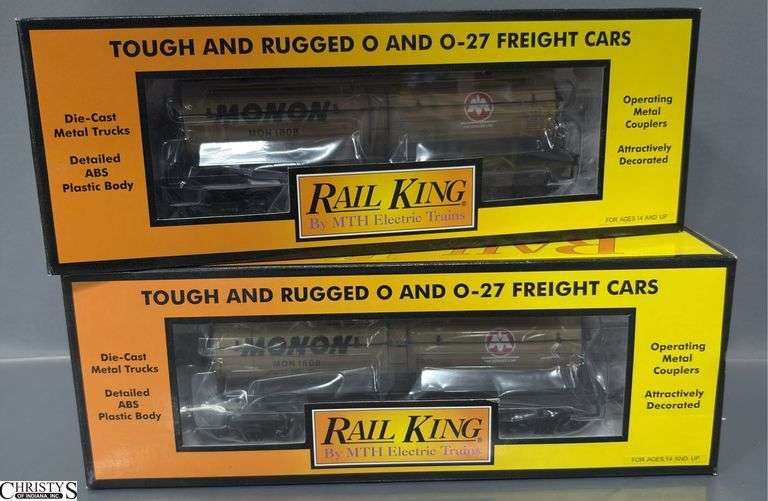 TOUGH AND RUGGED O AND O-27 FREIGHT CARS
Die-Cast
Metal Trucks
Detailed
ABS
Plastic Body
MONON
MON 1808
Operating
Metal
Couplers
Attractively
Decorated
RAIL KING
By MTH Electric Trains
FOR AGES 14 AND UP
TOUGH AND RUGGED O AND O-27 FREIGHT CARS
Die-Cast
Metal Trucks
Detailed
ABS
Plastic Body
MONON
Operating
Metal
Couplers
Attractively
Decorated
RAIL KING
By MTH Electric Trains
FOR AGES 14 AND UP
CHRISTYS
OF INDIANA, INC.